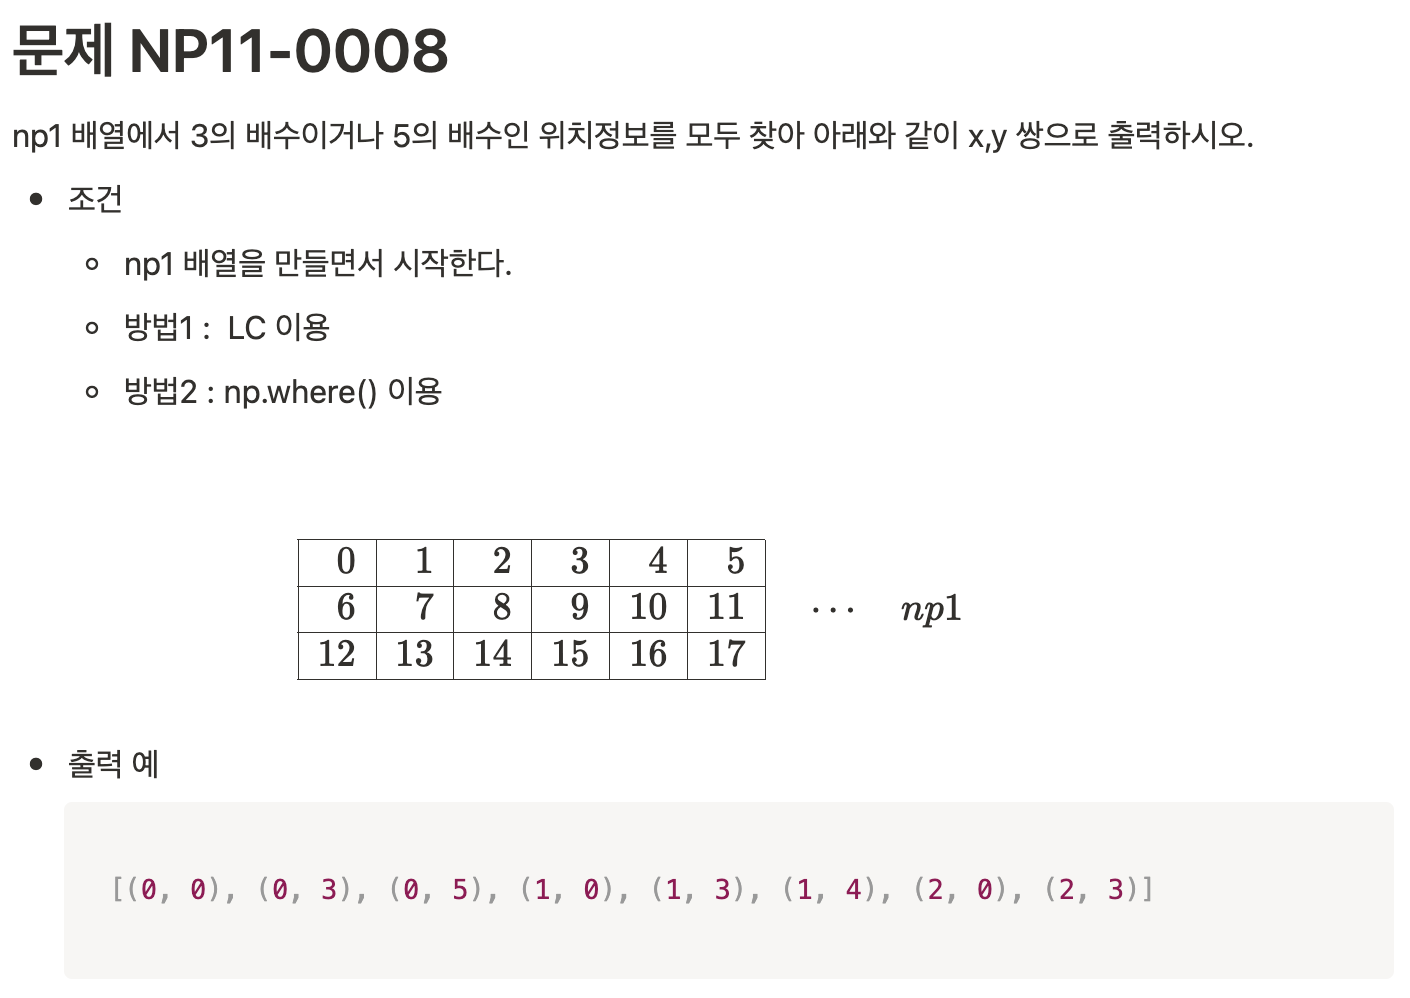 문제 NP11-0008
np1 배열에서 3의 배수이거나 5의 배수인 위치정보를 모두 찾아 아래와 같이 x,y 쌍으로 출력하시오.
조건
np1 배열을 만들면서 시작한다.
방법1 : LC 이용
방법2 : np.where() 이용
0 1 2 3 4 5
6 7 8 9 10 11 ⋯ np1
12 13 14 15 16 17
출력 예
[(0, 0), (0, 3), (0, 5), (1, 0), (1, 3), (1, 4), (2, 0), (2, 3)]